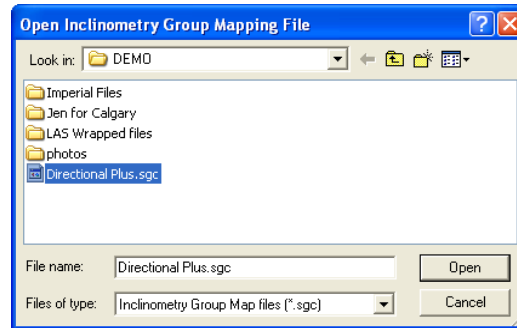 Open Inclinometry Group Mapping File
Look in: DEMO
Imperial Files
Jen for Calgary
LAS Wrapped files
photos
Directional Plus.sgc
File name: Directional Plus.sgc Open
Files of type: Inclinometry Group Map files (*.sgc) Cancel